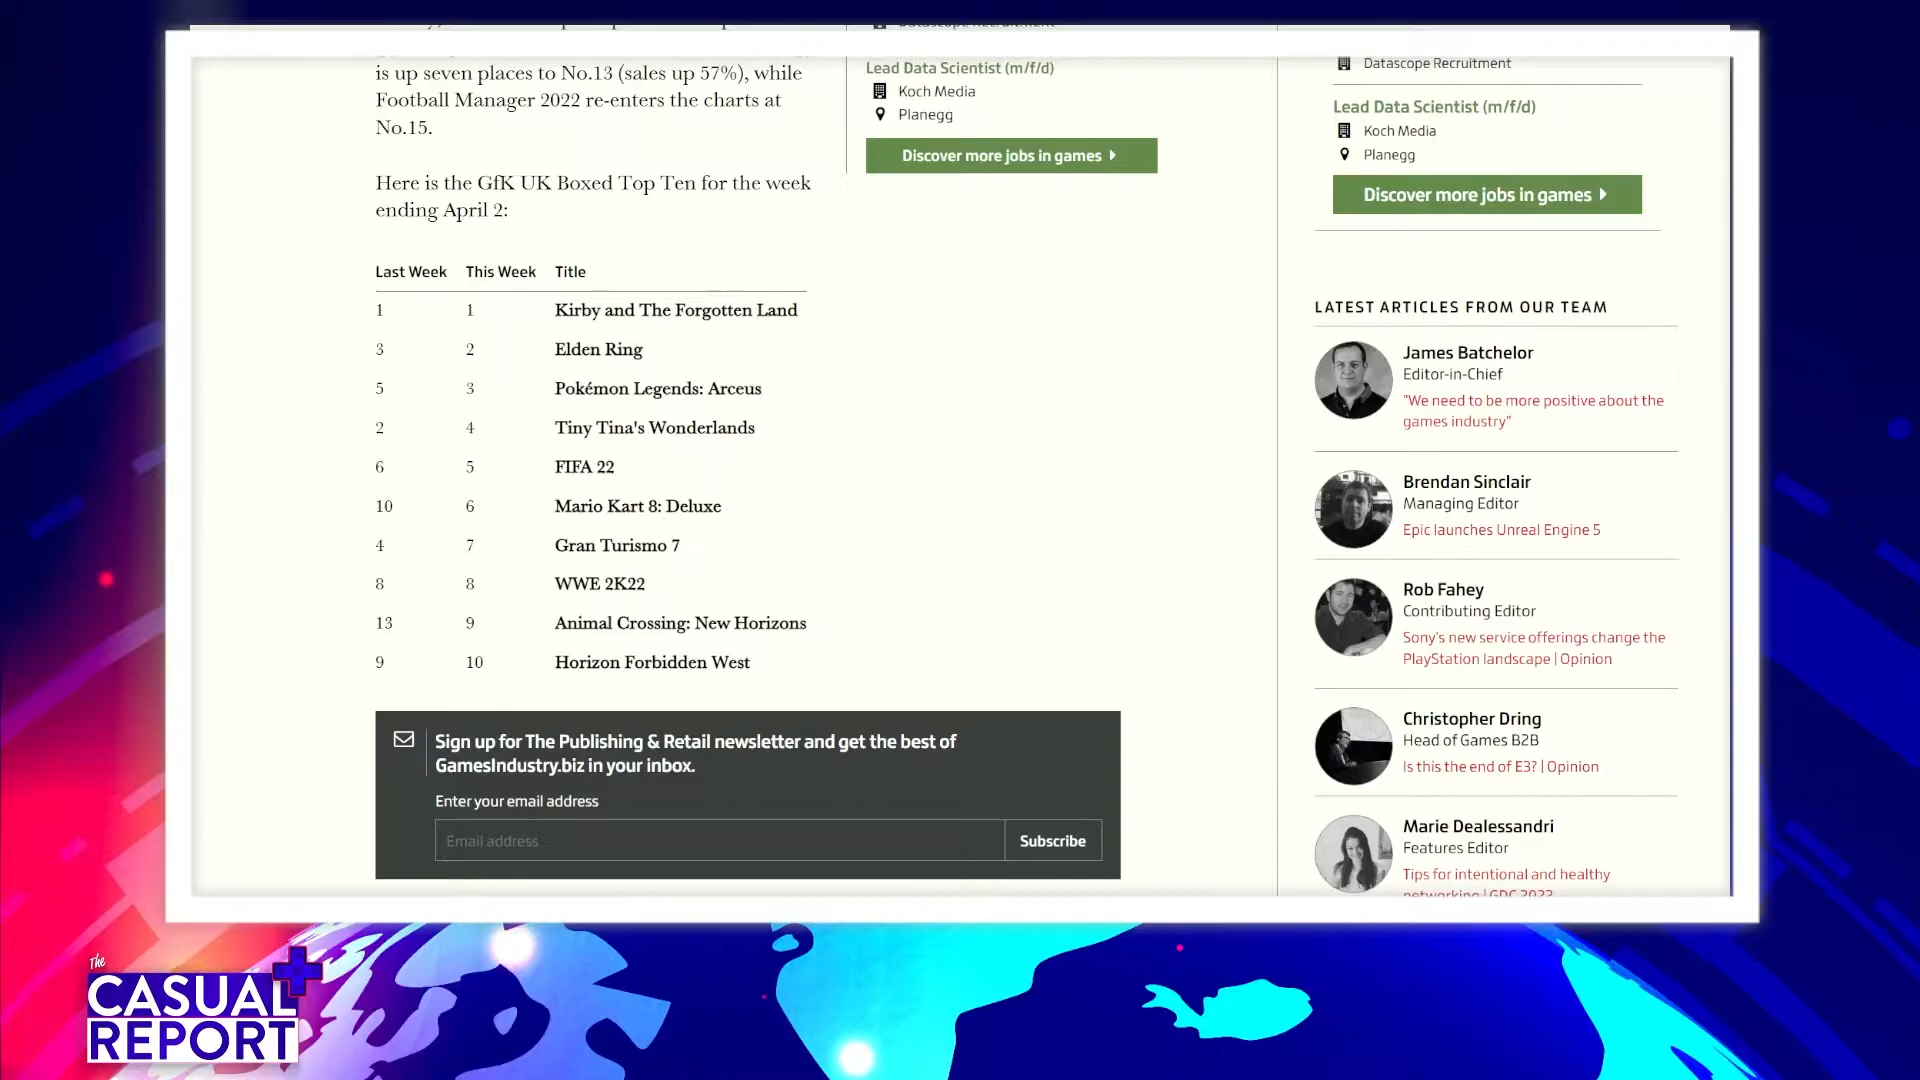 is up seven places to No.13 (sales up 57%), while
Football Manager 2022 re-enters the charts at
No.15.
Here is the GfK UK Boxed Top Ten for the week
ending April 2:
Last Week This Week Title
1 1 Kirby and The Forgotten Land
3 2 Elden Ring
5 3 Pokémon Legends: Arceus
2 4 Tiny Tina's Wonderlands
6 5 FIFA 22
10 6 Mario Kart 8: Deluxe
4 7 Gran Turismo 7
8 8 WWE 2K22
13 9 Animal Crossing: New Horizons
9 10 Horizon Forbidden West
Sign up for The Publishing & Retail newsletter and get the best of
GamesIndustry.biz in your inbox.
Enter your email address
Email address
Subscribe
Datascope Recruitment
Lead Data Scientist (m/f/d)
Koch Media
Planegg
Discover more jobs in games
Datascope Recruitment
Lead Data Scientist (m/f/d)
Koch Media
Planegg
Discover more jobs in games
LATEST ARTICLES FROM OUR TEAM
James Batchelor
Editor-in-Chief
"We need to be more positive about the
games industry"
Brendan Sinclair
Managing Editor
Epic launches Unreal Engine 5
Rob Fahey
Contributing Editor
Sony's new service offerings change the
PlayStation landscape | Opinion
Christopher Dring
Head of Games B2B
Is this the end of E3? | Opinion
Marie Dealessandri
Features Editor
Tips for intentional and healthy
networking | GDC 2022
The
CASUAL
REPORT